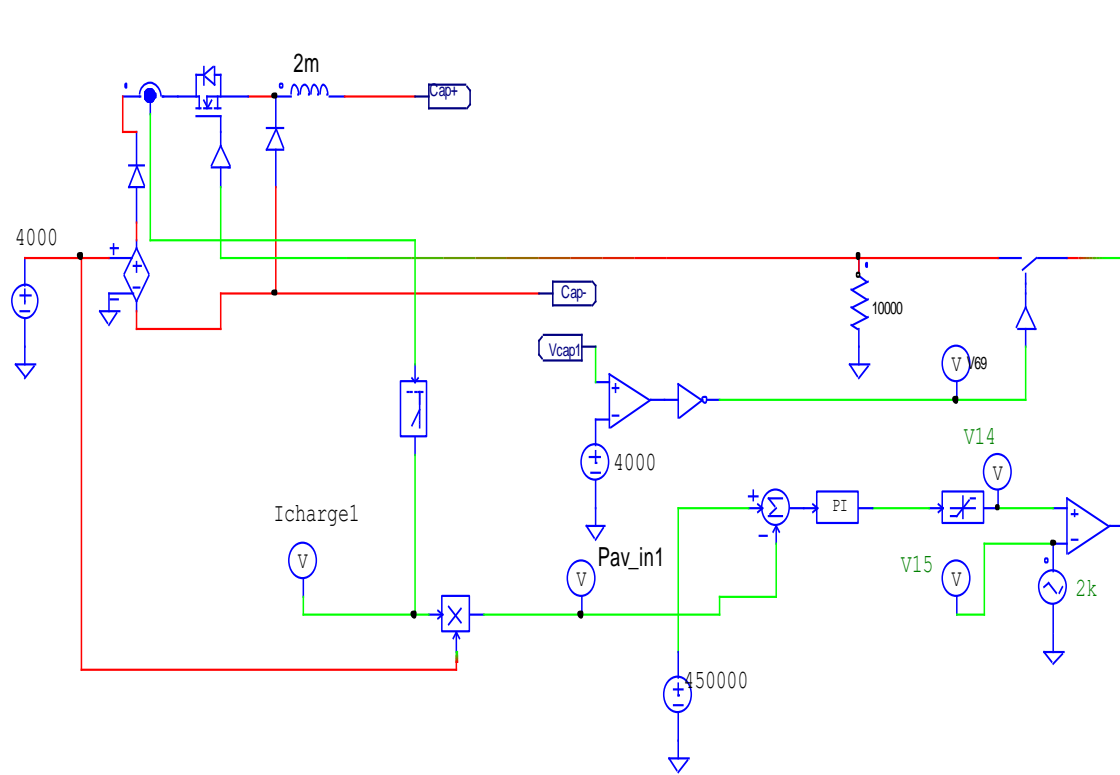 2m
Cap+
4000
Cap-
10000
Vcap1
V
V69
4000
V14
V
Icharge1
PI
V
Pav_in1
V
V15
V
2k
X
450000